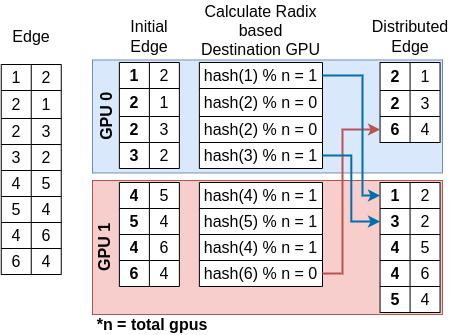 Edge
1 2
2 1
2 3
3 2
4 5
5 4
4 6
6 4
Initial
Edge
Calculate Radix
based
Destination GPU
Distributed
Edge
GPU 0
1 2
2 1
2 3
3 2
hash(1) % n = 1
hash(2) % n = 0
hash(2) % n = 0
hash(3) % n = 1
2 1
2 3
6 4
GPU 1
4 5
5 4
4 6
6 4
hash(4) % n = 1
hash(5) % n = 1
hash(4) % n = 1
hash(6) % n = 0
1 2
3 2
4 5
4 6
5 4
*n = total gpus